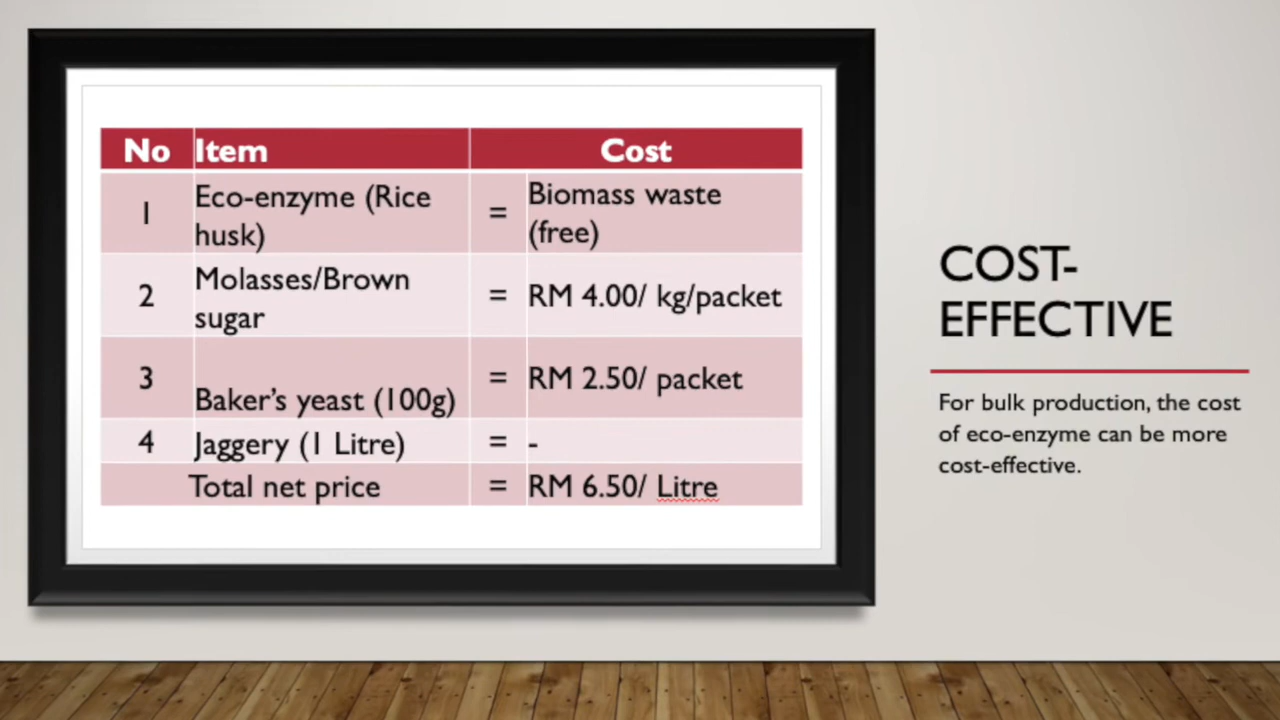 No Item Cost
1 Eco-enzyme (Rice husk) = Biomass waste (free)
2 Molasses/Brown sugar = RM 4.00/ kg/packet
3 Baker's yeast (100g) = RM 2.50/ packet
4 Jaggery (1 Litre) = -
Total net price = RM 6.50/ Litre
COST-
EFFECTIVE
For bulk production, the cost
of eco-enzyme can be more
cost-effective.